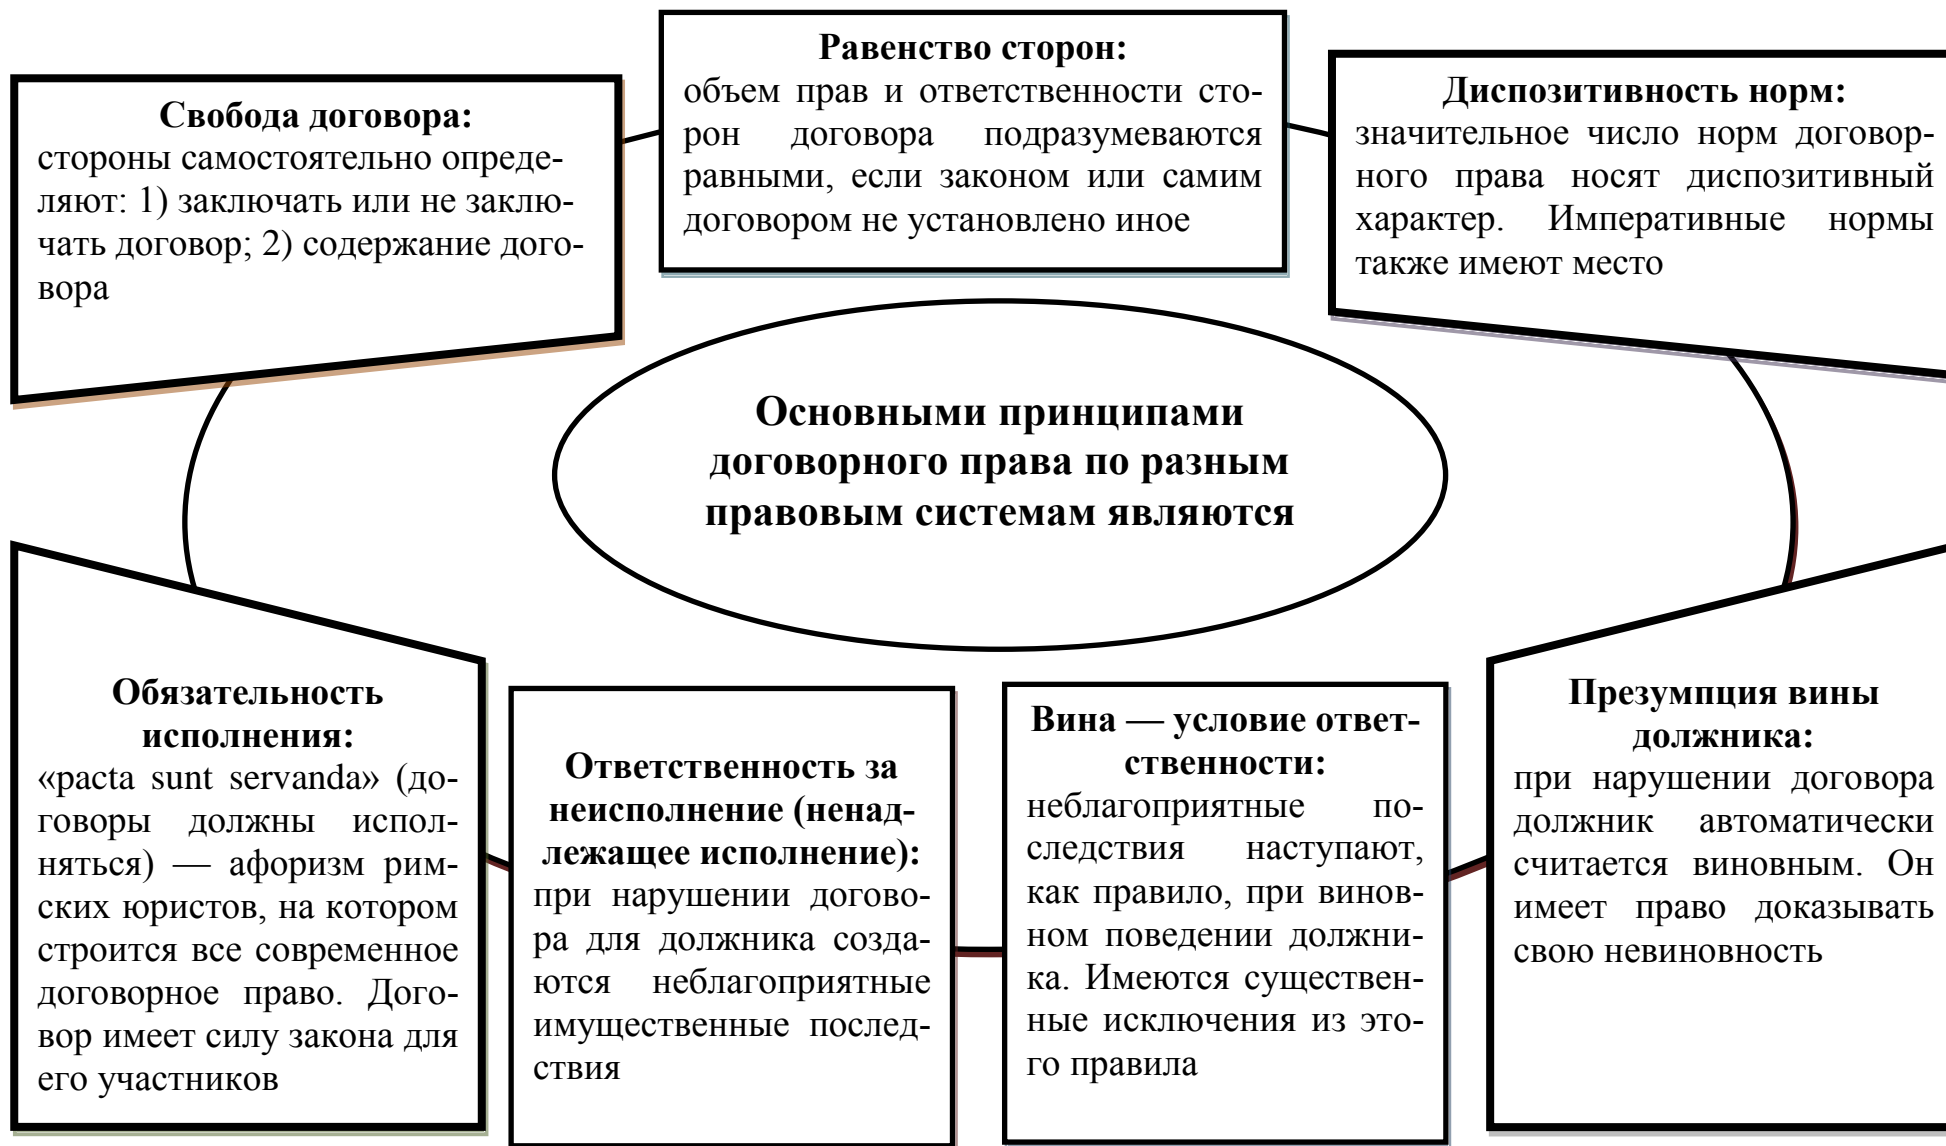 Свобода договора:
стороны самостоятельно опреде-
ляют: 1) заключать или не заклю-
чать договор; 2) содержание дого-
вора
Равенство сторон:
объем прав и ответственности сто-
рон договора подразумеваются
равными, если законом или самим
договором не установлено иное
Диспозитивность норм:
значительное число норм договор-
ного права носят диспозитивный
характер. Императивные нормы
также имеют место
Основными принципами
договорного права по разным
правовым системам являются
Обязательность
исполнения:
«pacta sunt servanda» (до-
говоры должны испол-
няться) — афоризм рим-
ских юристов, на котором
строится все современное
договорное право. Дого-
вор имеет силу закона для
его участников
Ответственность за
неисполнение (ненад-
лежащее исполнение):
при нарушении догово-
ра для должника созда-
ются неблагоприятные
имущественные послед-
ствия
Вина — условие ответ-
ственности:
неблагоприятные по-
следствия наступают,
как правило, при винов-
ном поведении должни-
ка. Имеются существен-
ные исключения из это-
го правила
Презумпция вины
должника:
при нарушении договора
должник автоматически
считается виновным. Он
имеет право доказывать
свою невиновность